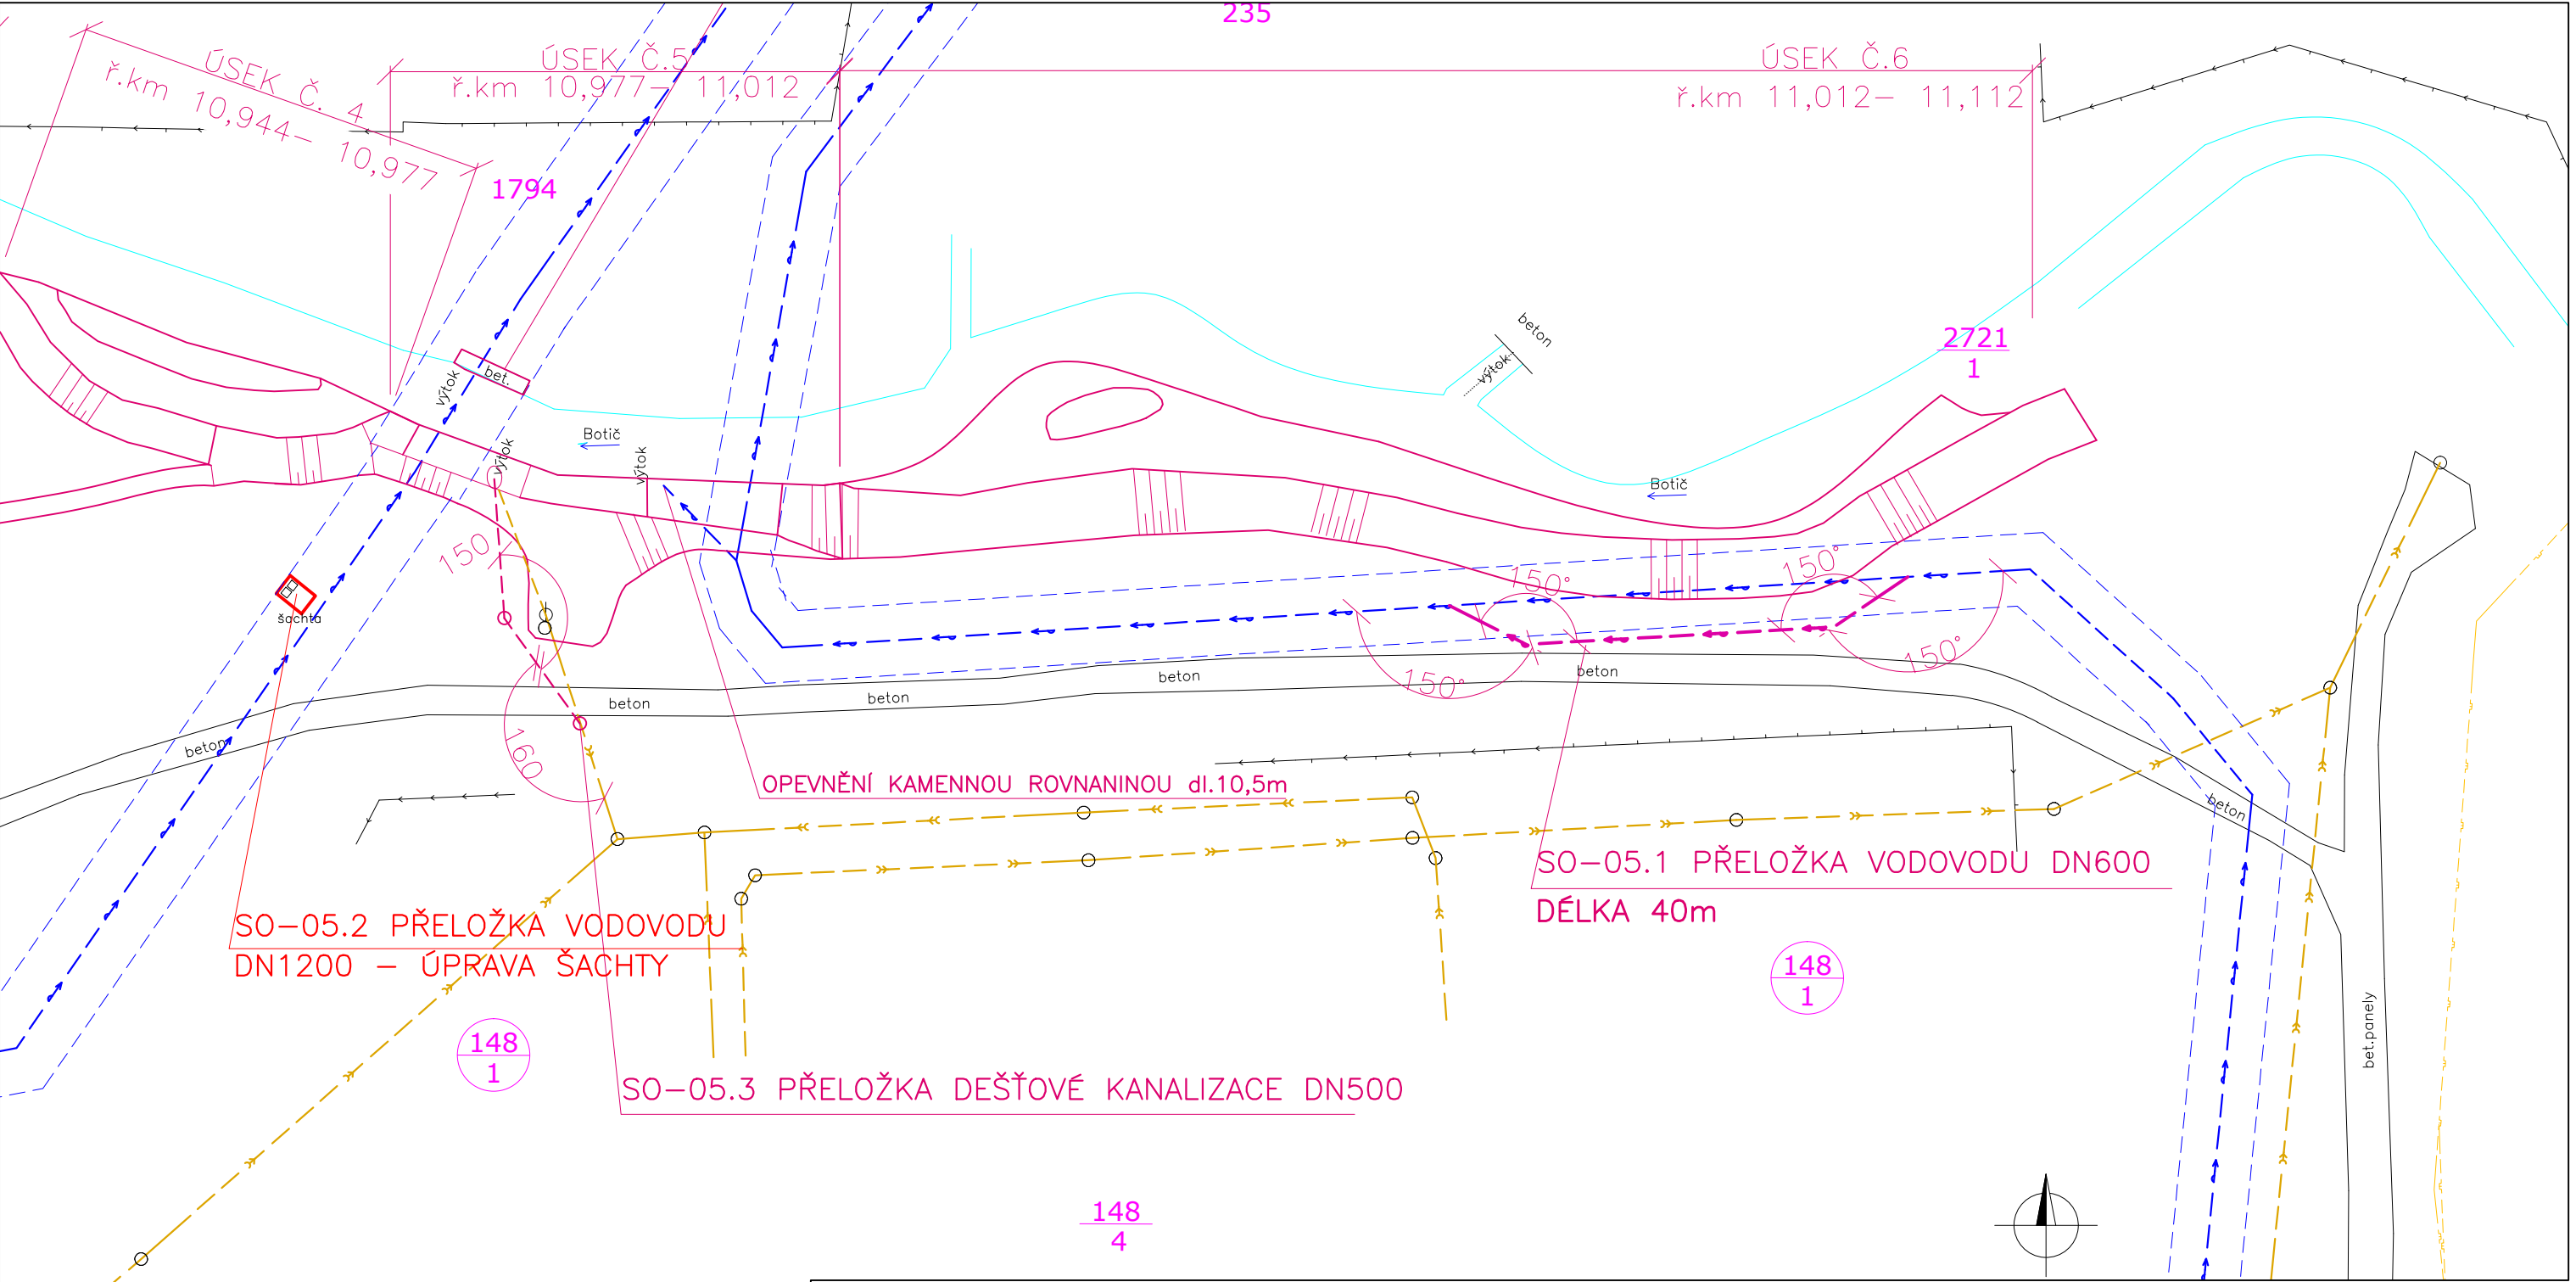 235
ÚSEK Č. 4
ř.km 10,944– 10,977
ÚSEK Č.5
ř.km 10,977– 11,012
ÚSEK Č.6
ř.km 11,012– 11,112
1794
2721
1
beton
výtok
bet.
výtok
Botič
výtok
výtok
Botič
150
150°
150°
150°
150°
160
šachta
beton
beton
beton
beton
beton
beton
OPEVNĚNÍ KAMENNOU ROVNANINOU dl.10,5m
SO–05.1 PŘELOŽKA VODOVODU DN600
DÉLKA 40m
SO–05.2 PŘELOŽKA VODOVODU
DN1200 – ÚPRAVA ŠACHTY
148
1
148
1
bet.panely
SO–05.3 PŘELOŽKA DEŠŤOVÉ KANALIZACE DN500
148
4